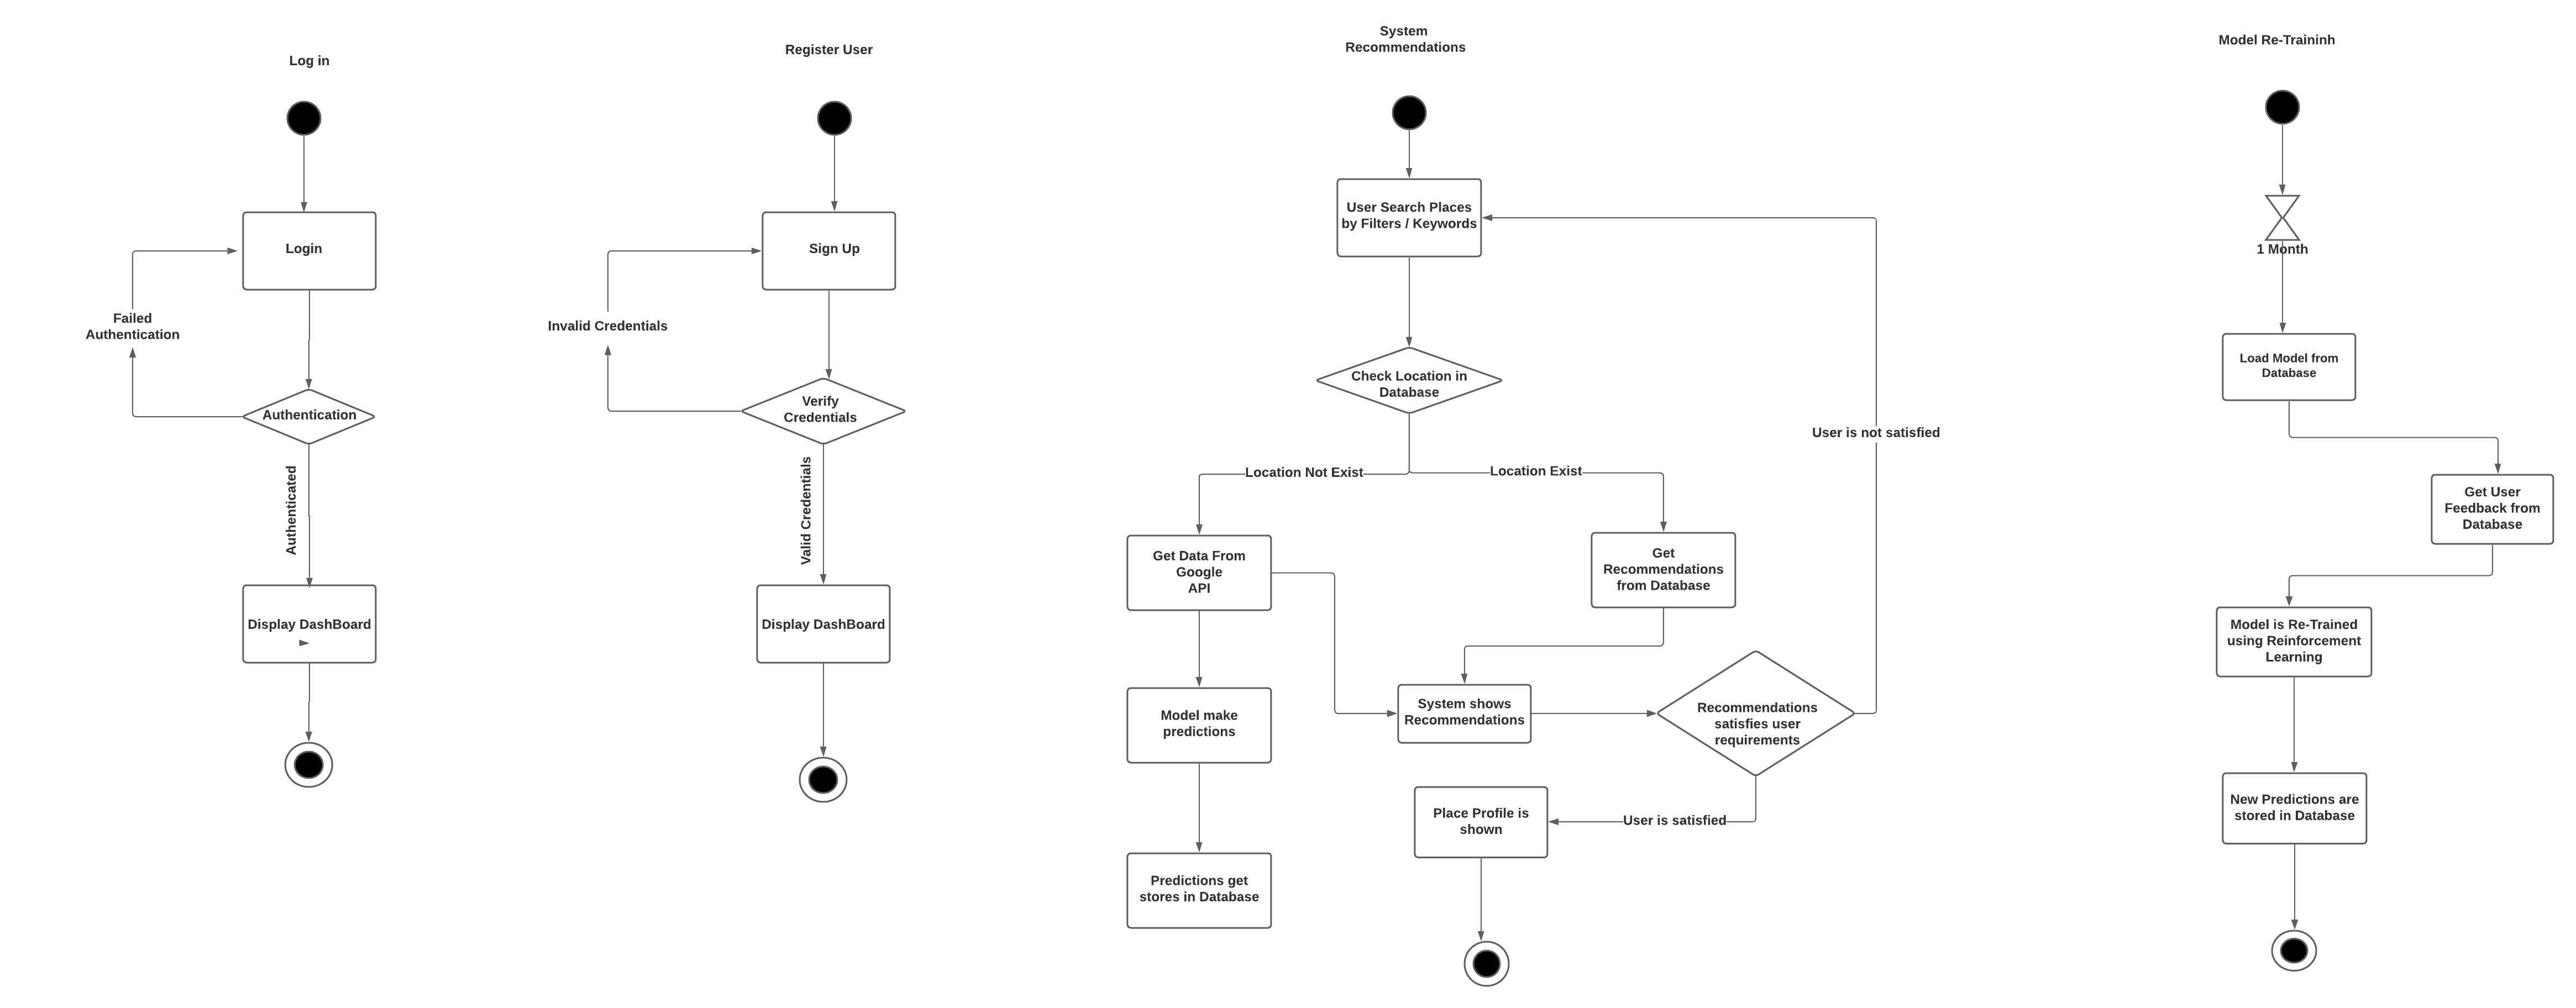 Log in
Login
Failed
Authentication
Authentication
Authenticated
Display DashBoard
Register User
Sign Up
Invalid Credentials
Verify
Credentials
Valid Credentials
Display DashBoard
System
Recommendations
User Search Places
by Filters / Keywords
Check Location in
Database
User is not satisfied
Location Not Exist
Location Exist
Get Data From
Google
API
Get
Recommendations
from Database
Model make
predictions
System shows
Recommendations
Recommendations
satisfies user
requirements
Place Profile is
shown
User is satisfied
Predictions get
stores in Database
Model Re-Traininh
1 Month
Load Model from
Database
Get User
Feedback from
Database
Model is Re-Trained
using Reinforcement
Learning
New Predictions are
stored in Database